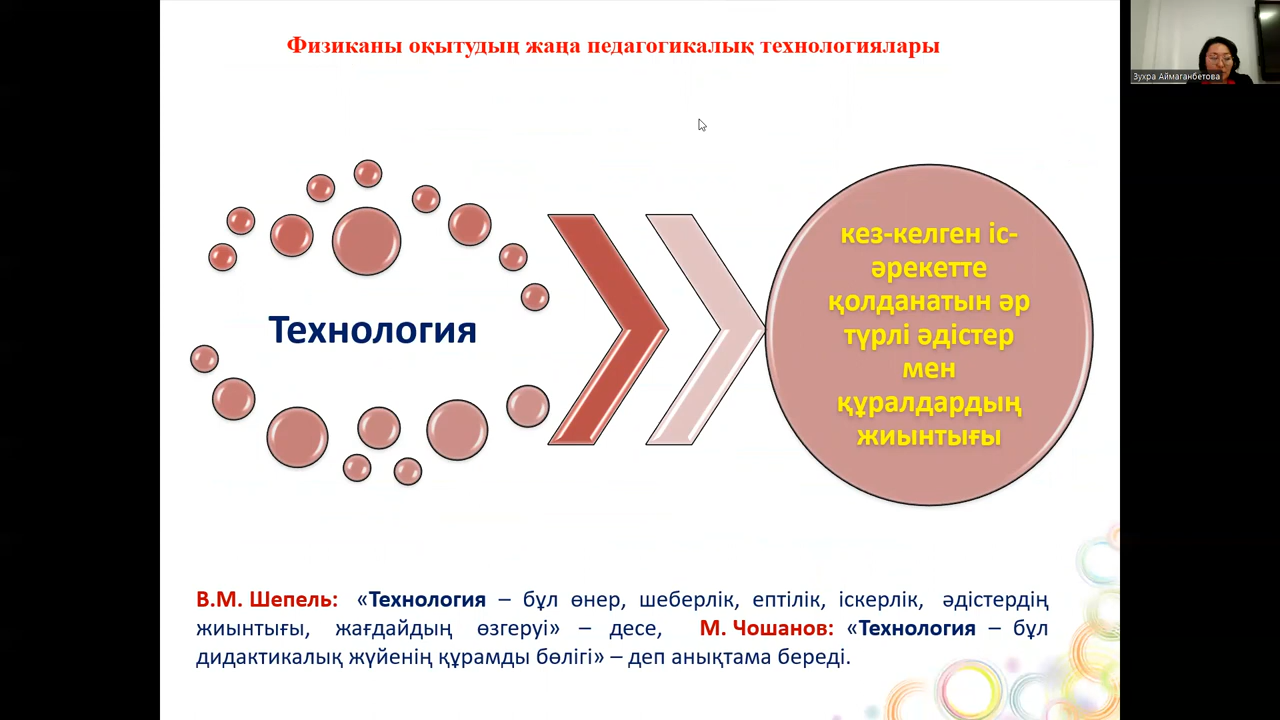 Физиканы оқытудың жаңа педагогикалық технологиялары
Зухра Аймаганбетова
Технология
кез-келген іс-
әрекетте
қолданатын әр
түрлі әдістер
мен
құралдардың
жиынтығы
В.М. Шепель: «Технология – бұл өнер, шеберлік, ептілік, іскерлік, әдістердің
жиынтығы, жағдайдың өзгеруі» – десе, М. Чошанов: «Технология – бұл
дидактикалық жүйенің құрамды бөлігі» – деп анықтама береді.